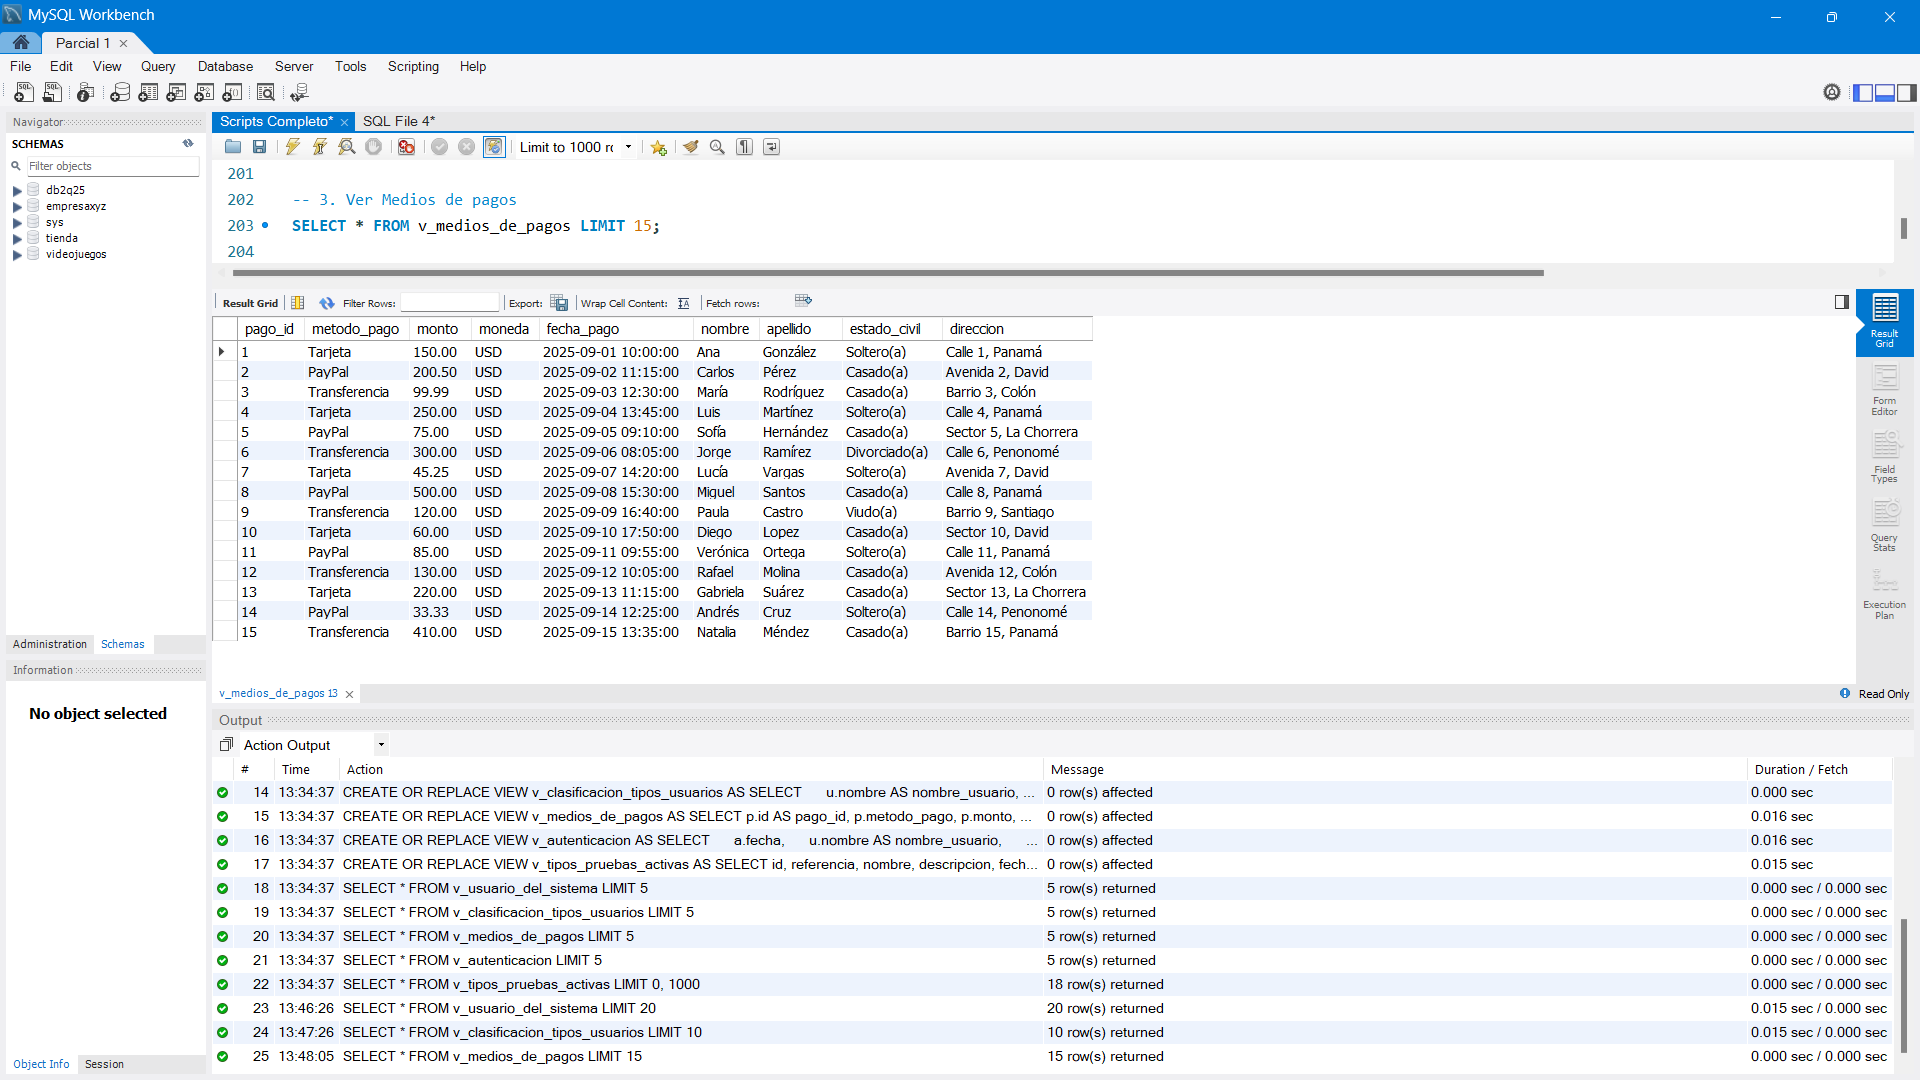 MySQL Workbench
Parcial 1
File Edit View Query Database Server Tools Scripting Help
Navigator
SCHEMAS
Filter objects
db2q25
empresaxyz
sys
tienda
videojuegos
Administration Schemas
Information
No object selected
Object Info Session
Scripts Completo* SQL File 4*
Limit to 1000 rc
201
202 -- 3. Ver Medios de pagos
203 SELECT * FROM v_medios_de_pagos LIMIT 15;
204
Result Grid Filter Rows: Export: Wrap Cell Content: Fetch rows:
pago_id metodo_pago monto moneda fecha_pago nombre apellido estado_civil direccion
1 Tarjeta 150.00 USD 2025-09-01 10:00:00 Ana González Soltero(a) Calle 1, Panamá
2 PayPal 200.50 USD 2025-09-02 11:15:00 Carlos Pérez Casado(a) Avenida 2, David
3 Transferencia 99.99 USD 2025-09-03 12:30:00 María Rodríguez Casado(a) Barrio 3, Colón
4 Tarjeta 250.00 USD 2025-09-04 13:45:00 Luis Martínez Soltero(a) Calle 4, Panamá
5 PayPal 75.00 USD 2025-09-05 09:10:00 Sofía Hernández Casado(a) Sector 5, La Chorrera
6 Transferencia 300.00 USD 2025-09-06 08:05:00 Jorge Ramírez Divorciado(a) Calle 6, Penonomé
7 Tarjeta 45.25 USD 2025-09-07 14:20:00 Lucía Vargas Soltero(a) Avenida 7, David
8 PayPal 500.00 USD 2025-09-08 15:30:00 Miguel Santos Casado(a) Calle 8, Panamá
9 Transferencia 120.00 USD 2025-09-09 16:40:00 Paula Castro Viudo(a) Barrio 9, Santiago
10 Tarjeta 60.00 USD 2025-09-10 17:50:00 Diego Lopez Casado(a) Sector 10, David
11 PayPal 85.00 USD 2025-09-11 09:55:00 Verónica Ortega Soltero(a) Calle 11, Panamá
12 Transferencia 130.00 USD 2025-09-12 10:05:00 Rafael Molina Casado(a) Avenida 12, Colón
13 Tarjeta 220.00 USD 2025-09-13 11:15:00 Gabriela Suárez Casado(a) Sector 13, La Chorrera
14 PayPal 33.33 USD 2025-09-14 12:25:00 Andrés Cruz Soltero(a) Calle 14, Penonomé
15 Transferencia 410.00 USD 2025-09-15 13:35:00 Natalia Méndez Casado(a) Barrio 15, Panamá
Result
Grid
Form
Editor
Field
Types
Query
Stats
Execution
Plan
v_medios_de_pagos 13
Read Only
Output
Action Output
# Time Action Message Duration / Fetch
14 13:34:37 CREATE OR REPLACE VIEW v_clasificacion_tipos_usuarios AS SELECT u.nombre AS nombre_usuario, ... 0 row(s) affected 0.000 sec
15 13:34:37 CREATE OR REPLACE VIEW v_medios_de_pagos AS SELECT p.id AS pago_id, p.metodo_pago, p.monto, ... 0 row(s) affected 0.016 sec
16 13:34:37 CREATE OR REPLACE VIEW v_autenticacion AS SELECT a.fecha, u.nombre AS nombre_usuario, ... 0 row(s) affected 0.016 sec
17 13:34:37 CREATE OR REPLACE VIEW v_tipos_pruebas_activas AS SELECT id, referencia, nombre, descripcion, fech... 0 row(s) affected 0.015 sec
18 13:34:37 SELECT * FROM v_usuario_del_sistema LIMIT 5 5 row(s) returned 0.000 sec / 0.000 sec
19 13:34:37 SELECT * FROM v_clasificacion_tipos_usuarios LIMIT 5 5 row(s) returned 0.000 sec / 0.000 sec
20 13:34:37 SELECT * FROM v_medios_de_pagos LIMIT 5 5 row(s) returned 0.000 sec / 0.000 sec
21 13:34:37 SELECT * FROM v_autenticacion LIMIT 5 5 row(s) returned 0.000 sec / 0.000 sec
22 13:34:37 SELECT * FROM v_tipos_pruebas_activas LIMIT 0, 1000 18 row(s) returned 0.000 sec / 0.000 sec
23 13:46:26 SELECT * FROM v_usuario_del_sistema LIMIT 20 20 row(s) returned 0.015 sec / 0.000 sec
24 13:47:26 SELECT * FROM v_clasificacion_tipos_usuarios LIMIT 10 10 row(s) returned 0.015 sec / 0.000 sec
25 13:48:05 SELECT * FROM v_medios_de_pagos LIMIT 15 15 row(s) returned 0.000 sec / 0.000 sec